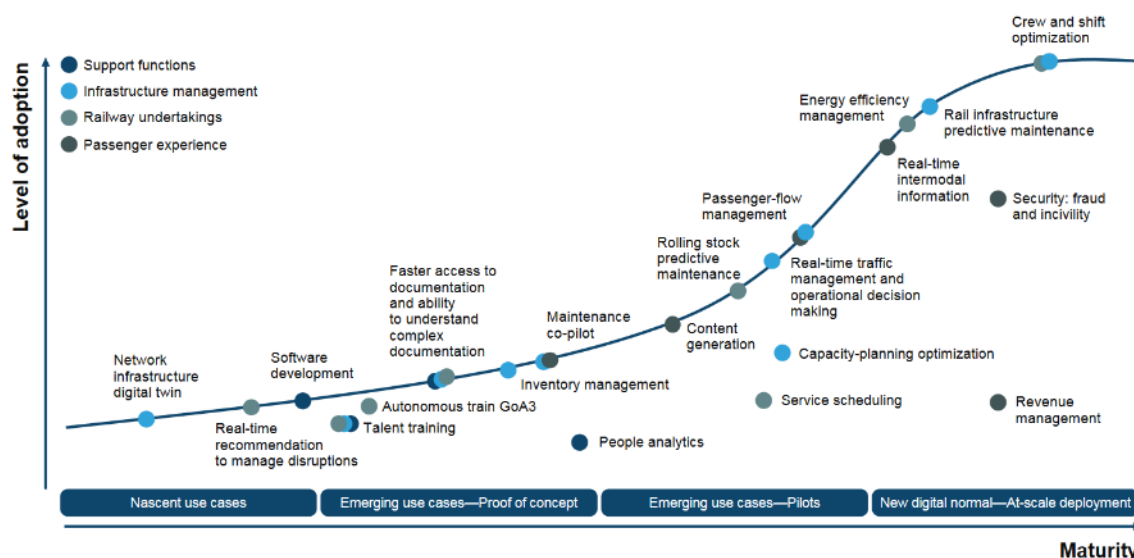 Crew and shift
optimization
Support functions
Infrastructure management
Railway undertakings
Passenger experience
Level of adoption
Energy efficiency
management
Rail infrastructure
predictive maintenance
Real-time
intermodal
information
Security: fraud
and incivility
Passenger-flow
management
Rolling stock
predictive
maintenance
Real-time traffic
management and
operational decision
making
Faster access to
documentation
and ability
to understand
complex
documentation
Maintenance
co-pilot
Content
generation
Capacity-planning optimization
Network
infrastructure
digital twin
Software
development
Inventory management
Autonomous train GoA3
Service scheduling
Revenue
management
Real-time
recommendation
to manage disruptions
Talent training
People analytics
Nascent use cases
Emerging use cases—Proof of concept
Emerging use cases—Pilots
New digital normal—At-scale deployment
Maturity